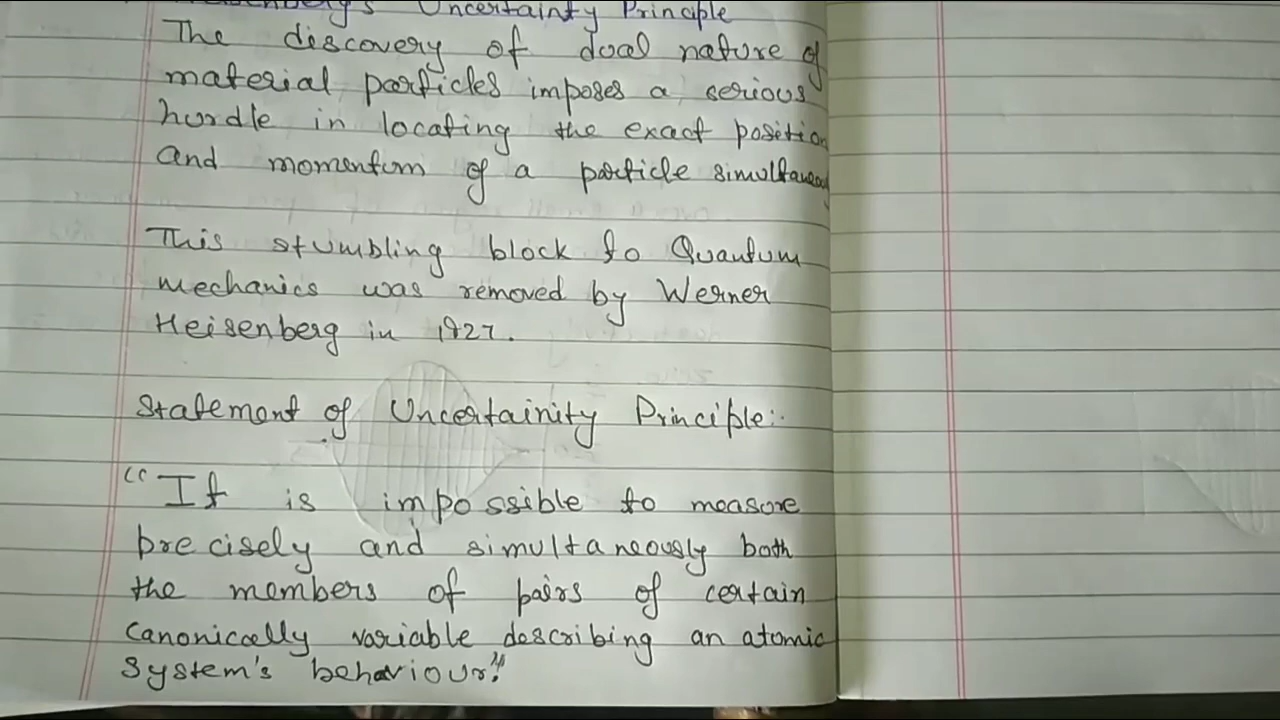 Heisenberg's Uncertainty Principle
The discovery of dual nature of
material particles imposes a serious
hurdle in locating the exact position
and momentum of a particle simultaneously
This stumbling block to Quantum
mechanics was removed by Werner
Heisenberg in 1927.
Statement of Uncertainity Principle:-
"It is impossible to measure
precisely and simultaneously both
the members of pairs of certain
canonically variable describing an atomic
system's behaviour."